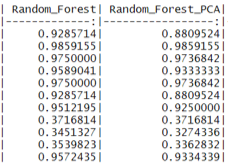 | Random_Forest| Random_Forest_PCA|
|-------------:|-----------------:|
| 0.9285714| 0.8809524|
| 0.9859155| 0.9859155|
| 0.9750000| 0.9736842|
| 0.9589041| 0.9333333|
| 0.9750000| 0.9736842|
| 0.9285714| 0.8809524|
| 0.9512195| 0.9250000|
| 0.3716814| 0.3716814|
| 0.3451327| 0.3274336|
| 0.3539823| 0.3362832|
| 0.9572435| 0.9334339|